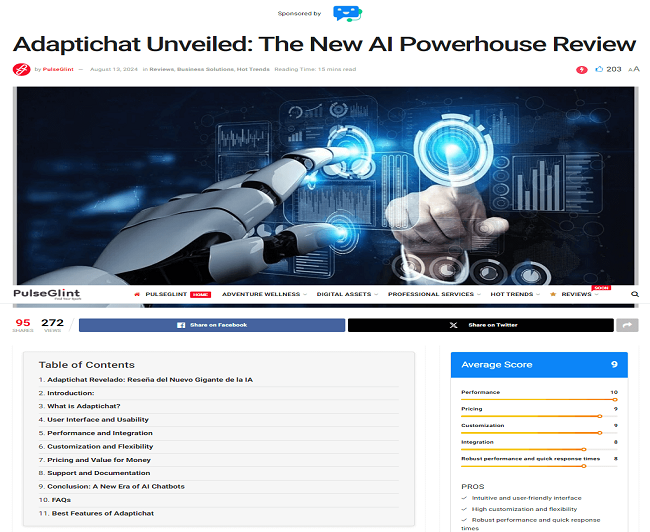 Sponsored by
Adaptichat Unveiled: The New AI Powerhouse Review
by PulseGlint — August 13, 2024 in Reviews, Business Solutions, Hot Trends Reading Time: 15 mins read
203 AA
PulseGlint
SOON
PULSEGLINT HOME ADVENTURE WELLNESS DIGITAL ASSETS PROFESSIONAL SERVICES HOT TRENDS REVIEWS
95 272
SHARES VIEWS
Share on Facebook
Share on Twitter
Table of Contents
1. Adaptichat Revelado: Reseña del Nuevo Gigante de la IA
2. Introduction:
3. What is Adaptichat?
4. User Interface and Usability
5. Performance and Integration
6. Customization and Flexibility
7. Pricing and Value for Money
8. Support and Documentation
9. Conclusion: A New Era of AI Chatbots
10. FAQs
11. Best Features of Adaptichat
Average Score 9
Performance 10
Pricing 9
Customization 9
Integration 8
Robust performance and quick response times 8
PROS
Intuitive and user-friendly interface
High customization and flexibility
Robust performance and quick response
times